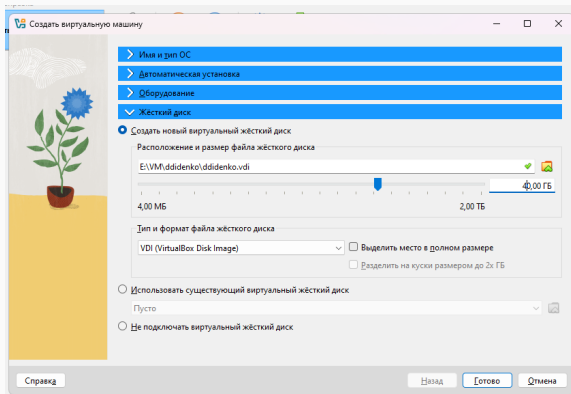 Создать виртуальную машину
Имя и тип ОС
Автоматическая установка
Оборудование
Жёсткий диск
Создать новый виртуальный жёсткий диск
Расположение и размер файла жёсткого диска
E:\VM\ddidenko\ddidenko.vdi
40,00 ГБ
4,00 МБ 2,00 ТБ
Тип и формат файла жёсткого диска
VDI (VirtualBox Disk Image) Выделить место в полном размере
Разделить на куски размером до 2х ГБ
Использовать существующий виртуальный жёсткий диск
Пусто
Не подключать виртуальный жёсткий диск
Справка Назад Готово Отмена